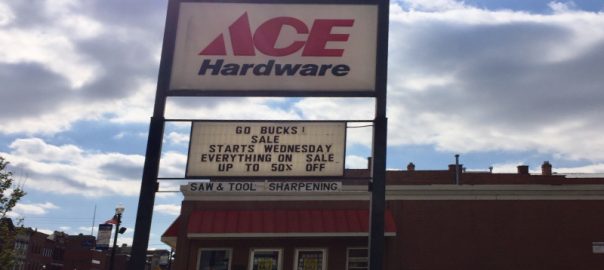 ACE
Hardware
GO BUCKS!
SALE
STARTS WEDNESDAY
EVERYTHING ON SALE
UP TO 50% OFF
SAW & TOOL SHARPENING